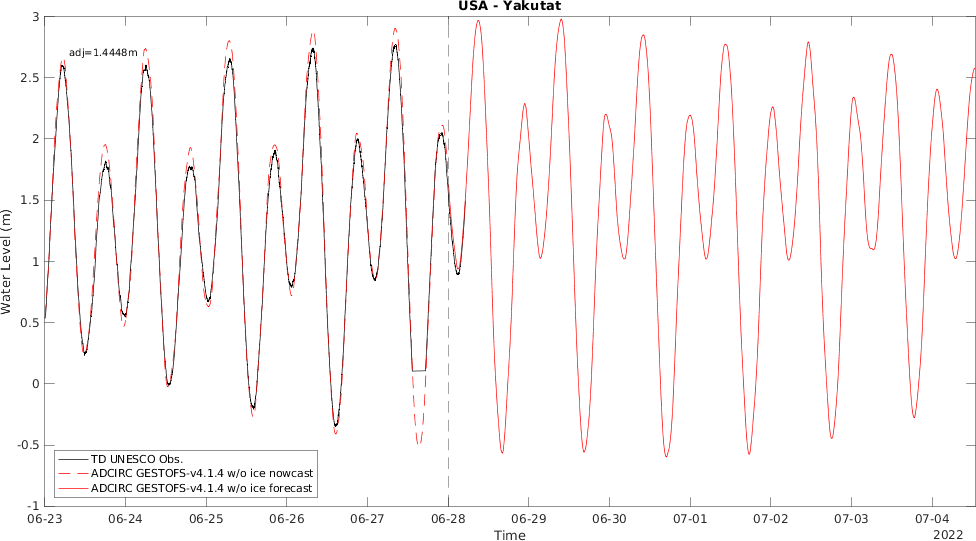 USA - Yakutat
adj=1.4448m
Water Level (m)
3
2.5
2
1.5
1
0.5
0
-0.5
-1
TD UNESCO Obs.
ADCIRC GESTOFS-v4.1.4 w/o ice nowcast
ADCIRC GESTOFS-v4.1.4 w/o ice forecast
06-23 06-24 06-25 06-26 06-27 06-28 06-29 06-30 07-01 07-02 07-03 07-04
Time
2022